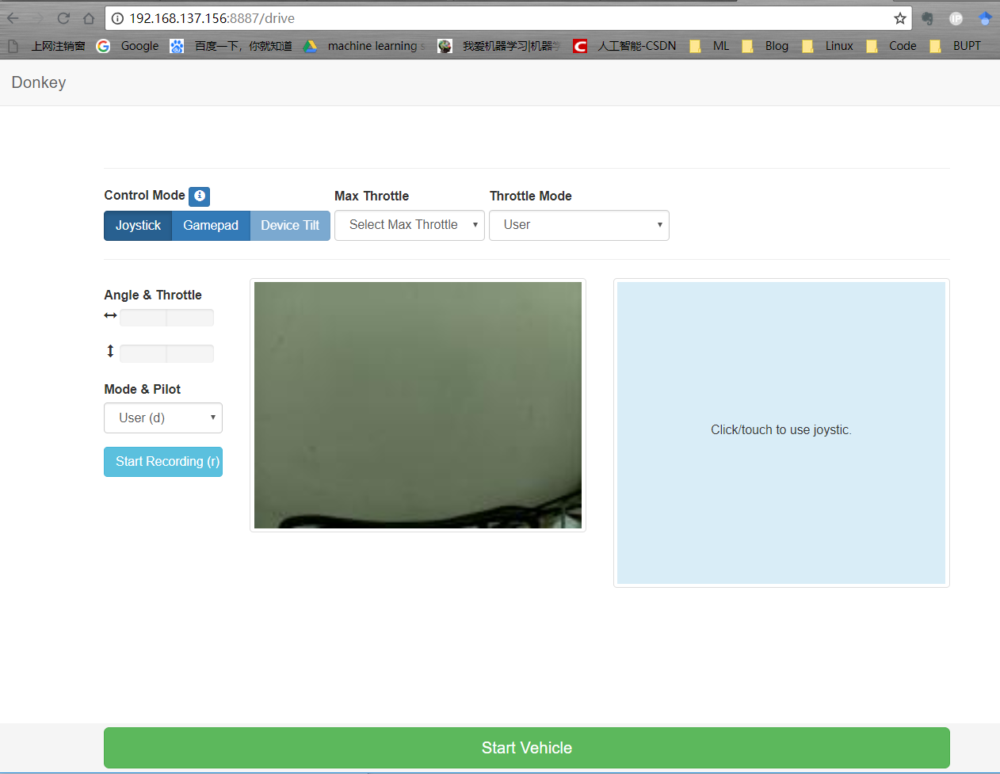 192.168.137.156:8887/drive
上网注销窗 Google 百度一下，你就知道 machine learning 我爱机器学习|机器 人工智能-CSDN ML Blog Linux Code BUPT
Donkey
Control Mode Max Throttle Throttle Mode
Joystick Gamepad Device Tilt Select Max Throttle User
Angle & Throttle
Mode & Pilot
User (d)
Start Recording (r)
Click/touch to use joystic.
Start Vehicle